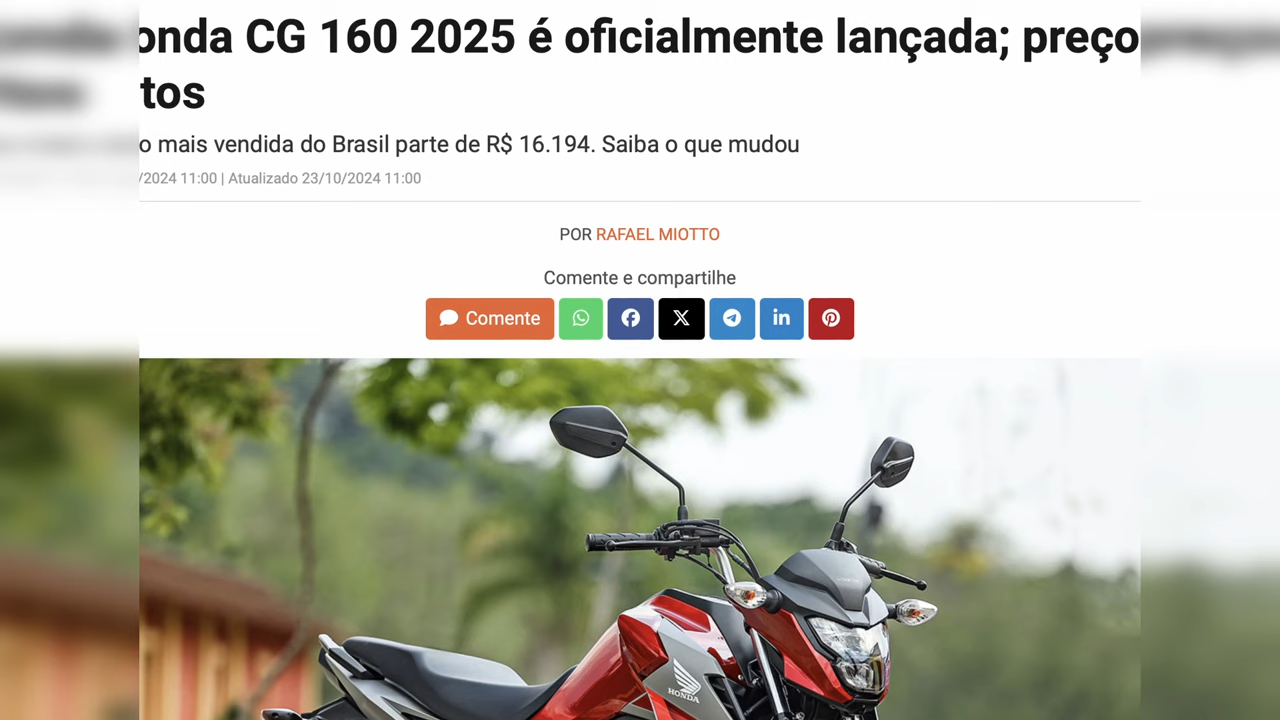 onda CG 160 2025 é oficialmente lançada; preço
tos
o mais vendida do Brasil parte de R$ 16.194. Saiba o que mudou
/2024 11:00 | Atualizado 23/10/2024 11:00
POR RAFAEL MIOTTO
Comente e compartilhe
Comente
HONDA